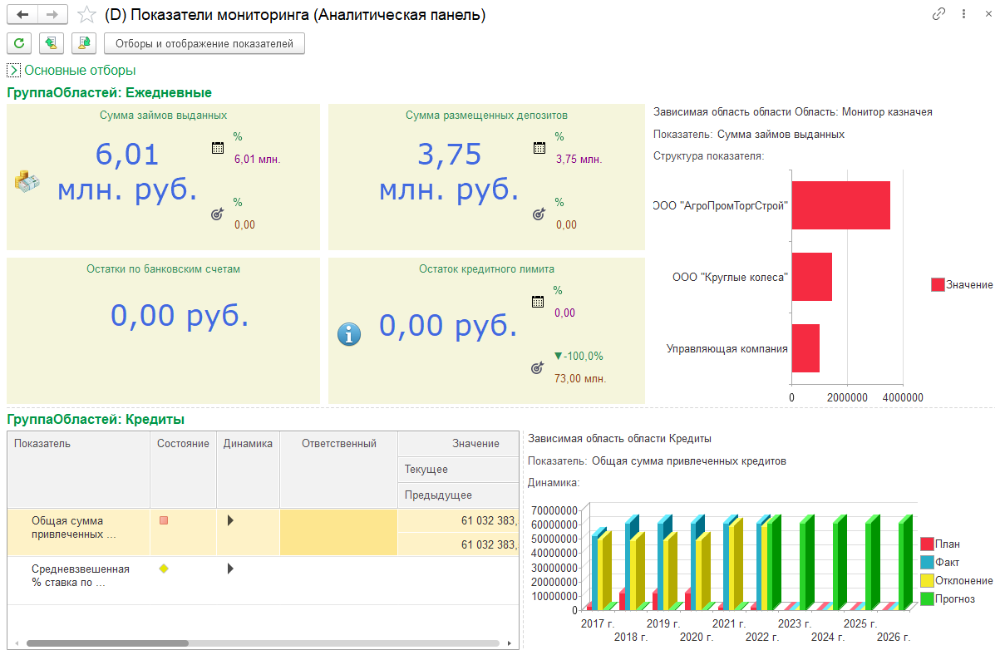 (D) Показатели мониторинга (Аналитическая панель)
Отборы и отображение показателей
Основные отборы
ГруппаОбластей: Ежедневные
Сумма займов выданных
6,01
млн. руб.
%
6,01 млн.
%
0,00
Сумма размещенных депозитов
3,75
млн. руб.
%
3,75 млн.
%
0,00
Остатки по банковским счетам
0,00 руб.
Остаток кредитного лимита
0,00 руб.
%
0,00
▼-100,0%
73,00 млн.
Зависимая область области Область: Монитор казначея
Показатель: Сумма займов выданных
Структура показателя:
ООО "АгроПромТоргСтрой"
ООО "Круглые колеса"
Управляющая компания
0 2000000 4000000
Значение
ГруппаОбластей: Кредиты
Показатель Состояние Динамика Ответственный Значение
Текущее
Предыдущее
Общая сумма
привлеченных ...
61 032 383,
61 032 383,
Средневзвешенная
% ставка по ...
Зависимая область области Кредиты
Показатель: Общая сумма привлеченных кредитов
Динамика:
70000000
60000000
50000000
40000000
30000000
20000000
10000000
0
2017 г. 2019 г. 2021 г. 2023 г. 2025 г.
2018 г. 2020 г. 2022 г. 2024 г. 2026 г.
План
Факт
Отклонение
Прогноз